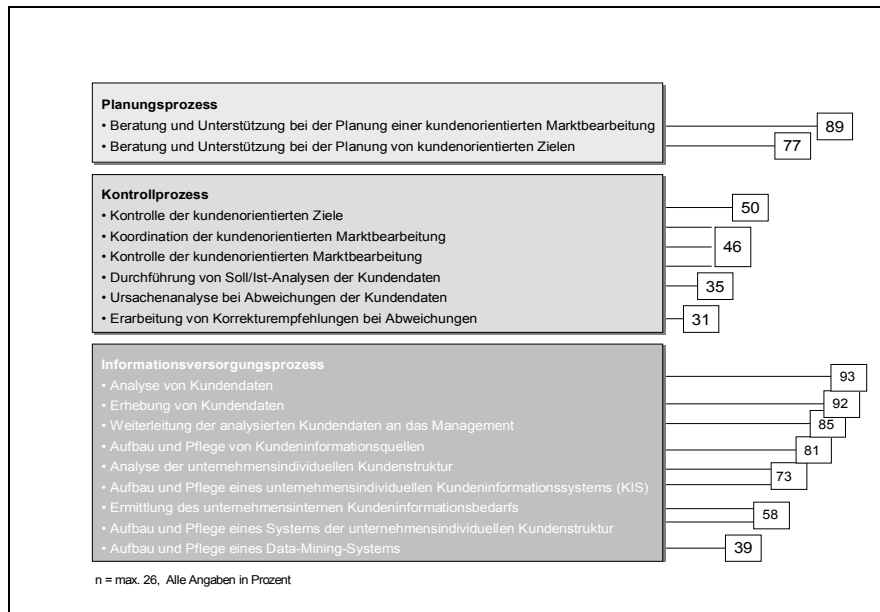 Planungsprozess
• Beratung und Unterstützung bei der Planung einer kundenorientierten Marktbearbeitung
89
• Beratung und Unterstützung bei der Planung von kundenorientierten Zielen
77
Kontrollprozess
• Kontrolle der kundenorientierten Ziele
50
• Koordination der kundenorientierten Marktbearbeitung
• Kontrolle der kundenorientierten Marktbearbeitung
46
• Durchführung von Soll/Ist-Analysen der Kundendaten
• Ursachenanalyse bei Abweichungen der Kundendaten
35
• Erarbeitung von Korrekturempfehlungen bei Abweichungen
31
Informationsversorgungsprozess
• Analyse von Kundendaten
93
• Erhebung von Kundendaten
92
• Weiterleitung der analysierten Kundendaten an das Management
85
• Aufbau und Pflege von Kundeninformationsquellen
81
• Analyse der unternehmensindividuellen Kundenstruktur
• Aufbau und Pflege eines unternehmensindividuellen Kundeninformationssystems (KIS)
73
• Ermittlung des unternehmensinternen Kundeninformationsbedarfs
• Aufbau und Pflege eines Systems der unternehmensindividuellen Kundenstruktur
58
• Aufbau und Pflege eines Data-Mining-Systems
39
n = max. 26, Alle Angaben in Prozent